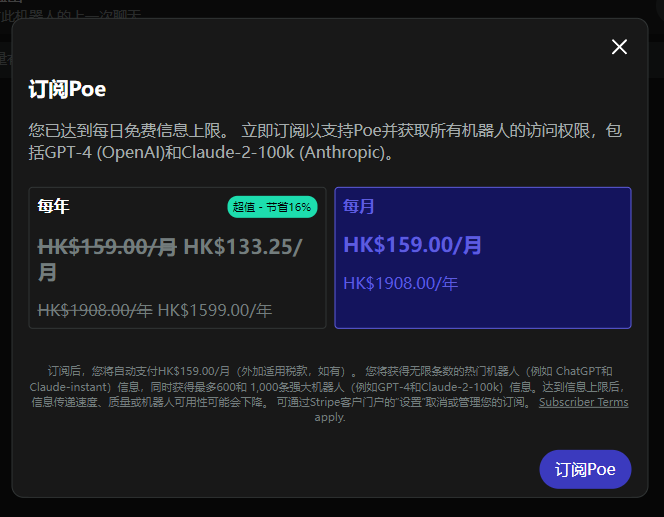 此机器人的上一次聊天
订阅Poe
您已达到每日免费信息上限。 立即订阅以支持Poe并获取所有机器人的访问权限，包
括GPT-4 (OpenAI)和Claude-2-100k (Anthropic)。
每年
超值 - 节省16%
HK$159.00/月 HK$133.25/
月
HK$1908.00/年 HK$1599.00/年
每月
HK$159.00/月
HK$1908.00/年
订阅后，您将自动支付HK$159.00/月（外加适用税款，如有）。 您将获得无限条数的热门机器人（例如 ChatGPT和
Claude-instant）信息，同时获得最多600和 1,000条强大机器人（例如GPT-4和Claude-2-100k）信息。达到信息上限后，
信息传递速度、质量或机器人可用性可能会下降。 可通过Stripe客户门户的"设置"取消或管理您的订阅。 Subscriber Terms
apply.
订阅Poe